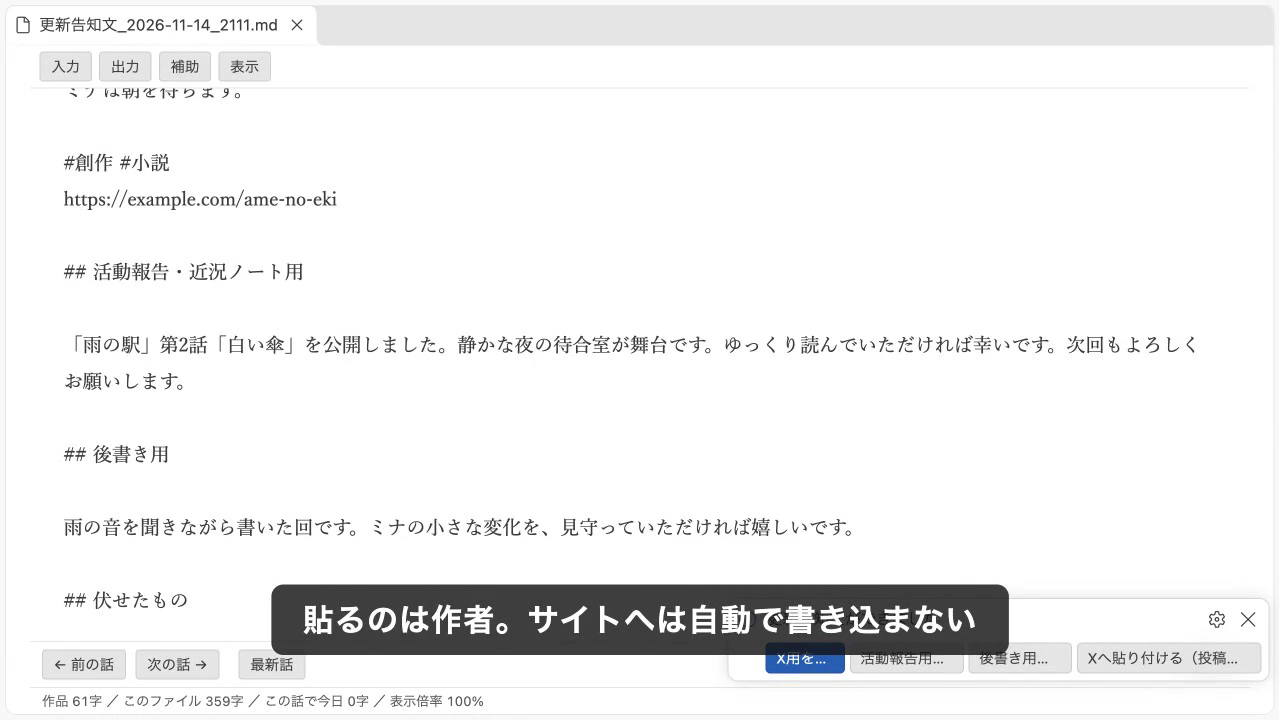 更新告知文_2026-11-14_2111.md
入力 出力 補助 表示
ミナは朝を待ちます。
#創作 #小説
https://example.com/ame-no-eki
## 活動報告・近況ノート用
「雨の駅」第2話「白い傘」を公開しました。静かな夜の待合室が舞台です。ゆっくり読んでいただければ幸いです。次回もよろしく
お願いします。
## 後書き用
雨の音を聞きながら書いた回です。ミナの小さな変化を、見守っていただければ嬉しいです。
## 伏せたもの
貼るのは作者。サイトへは自動で書き込まない
← 前の話 次の話 → 最新話
X用を... 活動報告用... 後書き用... Xへ貼り付ける（投稿...
作品 61字 ／ このファイル 359字 ／ この話で今日 0字 ／ 表示倍率 100%